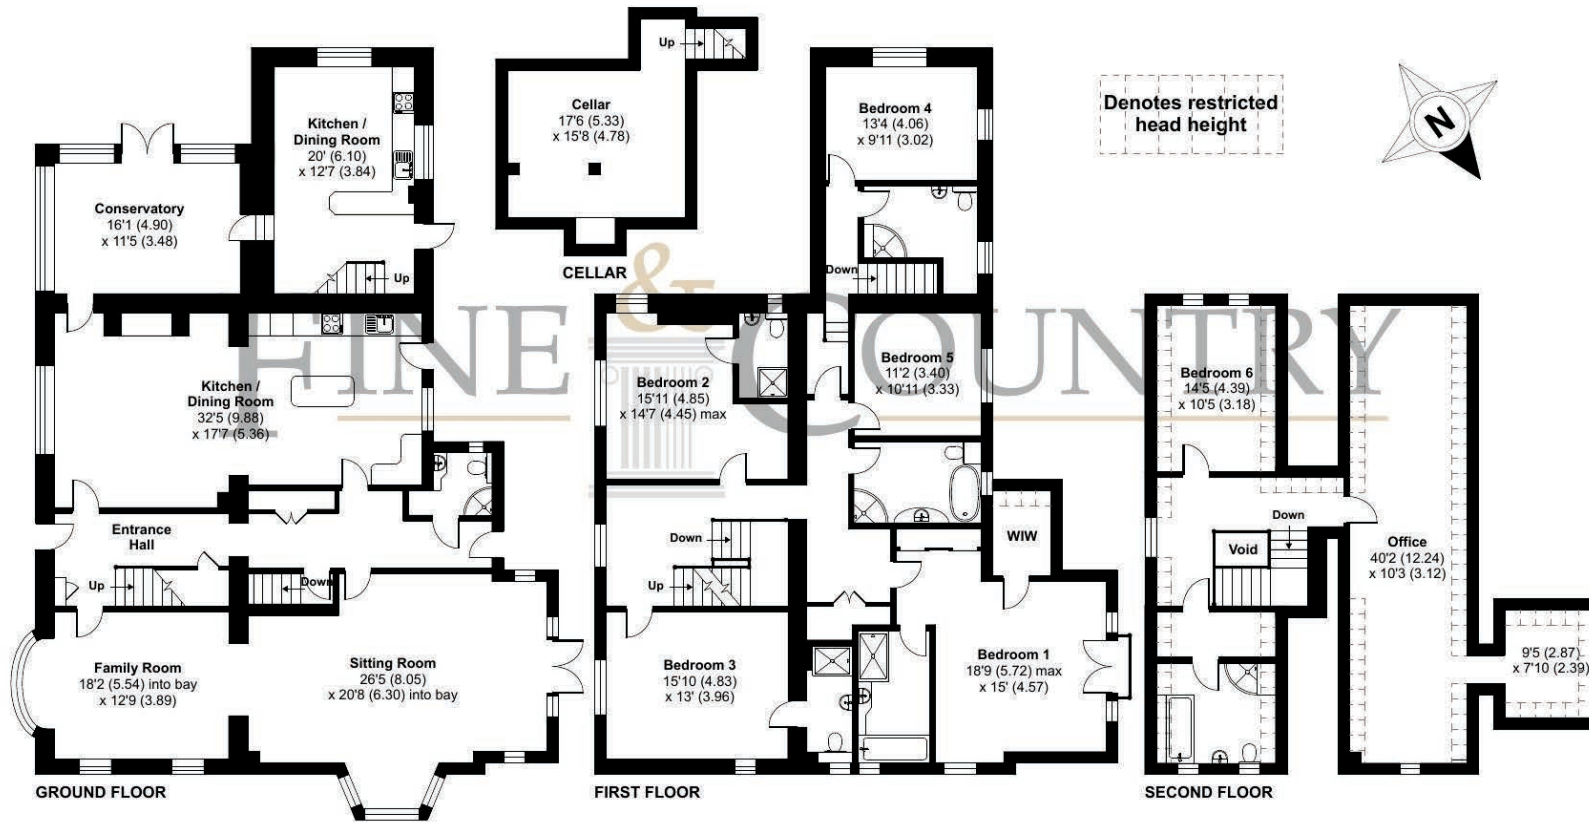 Kitchen /
Dining Room
20' (6.10)
x 12'7 (3.84)
Up
Conservatory
16'1 (4.90)
x 11'5 (3.48)
Kitchen /
Dining Room
32'5 (9.88)
x 17'7 (5.36)
Entrance
Hall
Up
Down
Family Room
18'2 (5.54) into bay
x 12'9 (3.89)
Sitting Room
26'5 (8.05)
x 20'8 (6.30) into bay
GROUND FLOOR
Cellar
17'6 (5.33)
x 15'8 (4.78)
Up
CELLAR
FINE & COUNTRY
Bedroom 4
13'4 (4.06)
x 9'11 (3.02)
Down
Bedroom 5
11'2 (3.40)
x 10'11 (3.33)
Bedroom 2
15'11 (4.85)
x 14'7 (4.45) max
Down
Up
WIW
Bedroom 3
15'10 (4.83)
x 13' (3.96)
Bedroom 1
18'9 (5.72) max
x 15' (4.57)
FIRST FLOOR
Denotes restricted
head height
N
Bedroom 6
14'5 (4.39)
x 10'5 (3.18)
Down
Void
Office
40'2 (12.24)
x 10'3 (3.12)
9'5 (2.87)
x 7'10 (2.39)
SECOND FLOOR